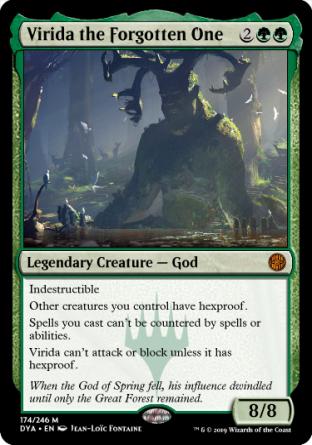 Virida the Forgotten One 2
Legendary Creature — God
Indestructible
Other creatures you control have hexproof.
Spells you cast can't be countered by spells or
abilities.
Virida can't attack or block unless it has
hexproof.
When the God of Spring fell, his influence dwindled
until only the Great Forest remained.
8/8
174/246 M
DYA • EN Jean-Loïc Fontaine
™ & © 2019 Wizards of the Coast